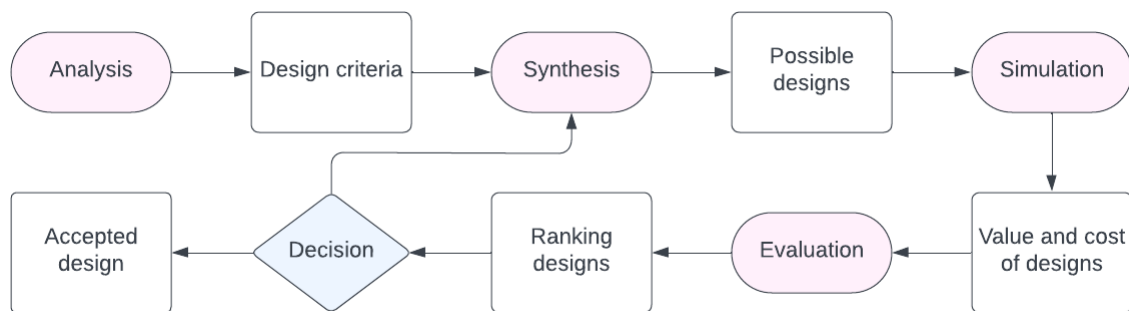 Analysis
Design criteria
Synthesis
Possible
designs
Simulation
Accepted
design
Decision
Ranking
designs
Evaluation
Value and cost
of designs